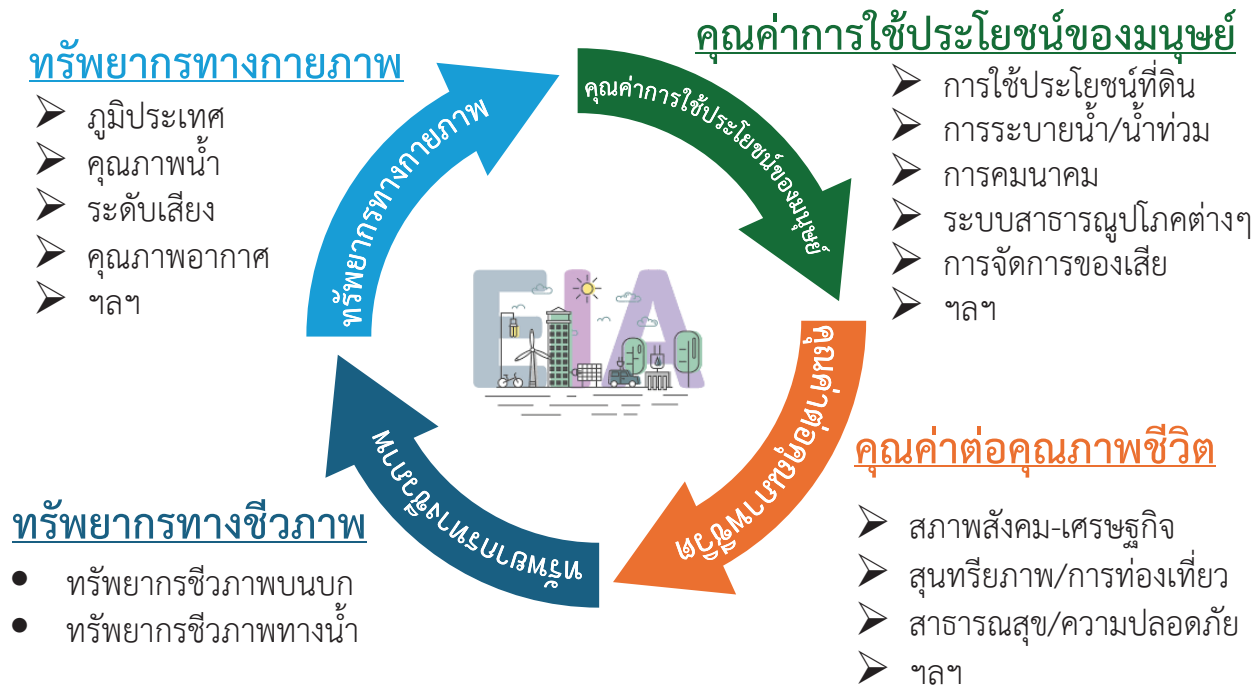 ทรัพยากรทางกายภาพ
➢ ภูมิประเทศ
➢ คุณภาพน้ำ
➢ ระดับเสียง
➢ คุณภาพอากาศ
➢ ฯลฯ
คุณค่าการใช้ประโยชน์ของมนุษย์
➢ การใช้ประโยชน์ที่ดิน
➢ การระบายน้ำ/น้ำท่วม
➢ การคมนาคม
➢ ระบบสาธารณูปโภคต่างๆ
➢ การจัดการของเสีย
➢ ฯลฯ
ทรัพยากรทางกายภาพ
คุณค่าการใช้ประโยชน์ของมนุษย์
EIA
คุณค่าต่อคุณภาพชีวิต
ทรัพยากรทางชีวภาพ
คุณค่าต่อคุณภาพชีวิต
➢ สภาพสังคม-เศรษฐกิจ
➢ สุนทรียภาพ/การท่องเที่ยว
➢ สาธารณสุข/ความปลอดภัย
➢ ฯลฯ
ทรัพยากรทางชีวภาพ
• ทรัพยากรชีวภาพบนบก
• ทรัพยากรชีวภาพทางน้ำ